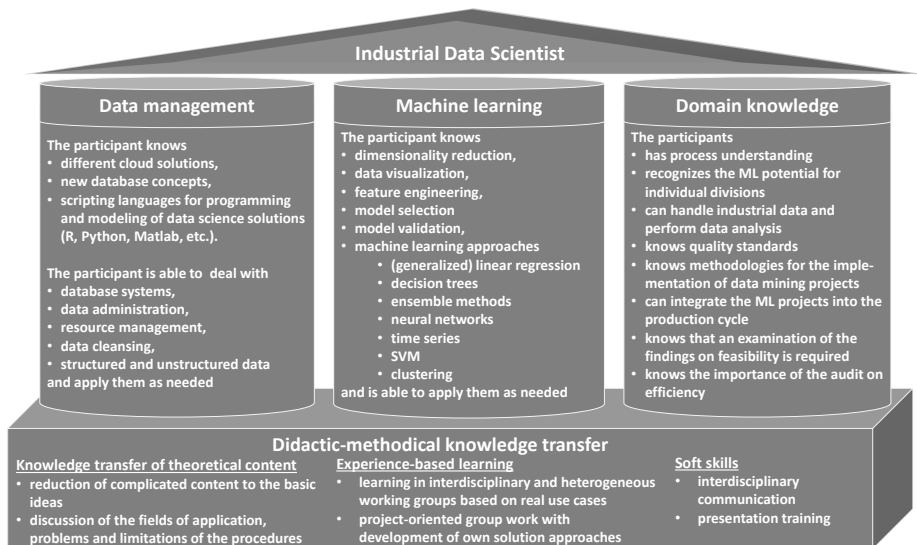 Industrial Data Scientist
Data management
The participant knows
• different cloud solutions,
• new database concepts,
• scripting languages for programming
and modeling of data science solutions
(R, Python, Matlab, etc.).
The participant is able to deal with
• database systems,
• data administration,
• resource management,
• data cleansing,
• structured and unstructured data
and apply them as needed
Machine learning
The participant knows
• dimensionality reduction,
• data visualization,
• feature engineering,
• model selection
• model validation,
• machine learning approaches
• (generalized) linear regression
• decision trees
• ensemble methods
• neural networks
• time series
• SVM
• clustering
and is able to apply them as needed
Domain knowledge
The participants
• has process understanding
• recognizes the ML potential for
individual divisions
• can handle industrial data and
perform data analysis
• knows quality standards
• knows methodologies for the imple-
mentation of data mining projects
• can integrate the ML projects into the
production cycle
• knows that an examination of the
findings on feasibility is required
• knows the importance of the audit on
efficiency
Didactic-methodical knowledge transfer
Knowledge transfer of theoretical content
• reduction of complicated content to the basic
ideas
• discussion of the fields of application,
problems and limitations of the procedures
Experience-based learning
• learning in interdisciplinary and heterogeneous
working groups based on real use cases
• project-oriented group work with
development of own solution approaches
Soft skills
• interdisciplinary
communication
• presentation training